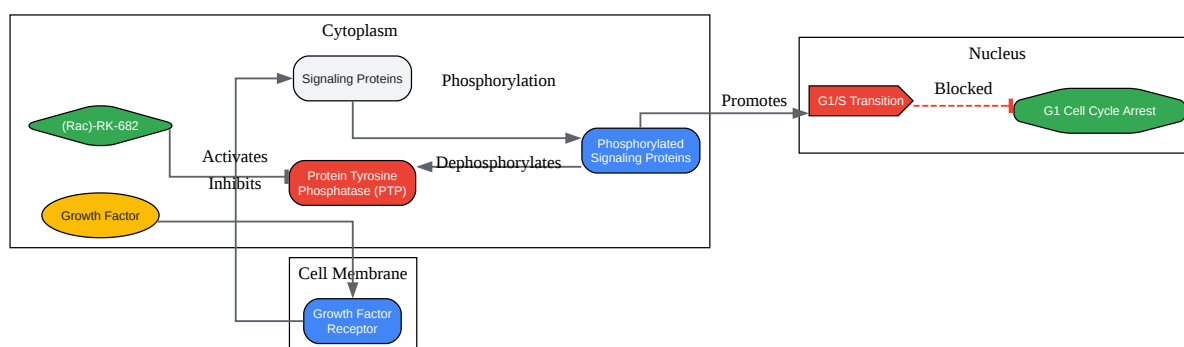 Cytoplasm
Signaling Proteins
Phosphorylation
(Rac)-RK-682
Activates
Inhibits
Protein Tyrosine
Phosphatase (PTP)
Dephosphorylates
Phosphorylated
Signaling Proteins
Growth Factor
Cell Membrane
Growth Factor
Receptor
Promotes
Nucleus
G1/S Transition
Blocked
G1 Cell Cycle Arrest